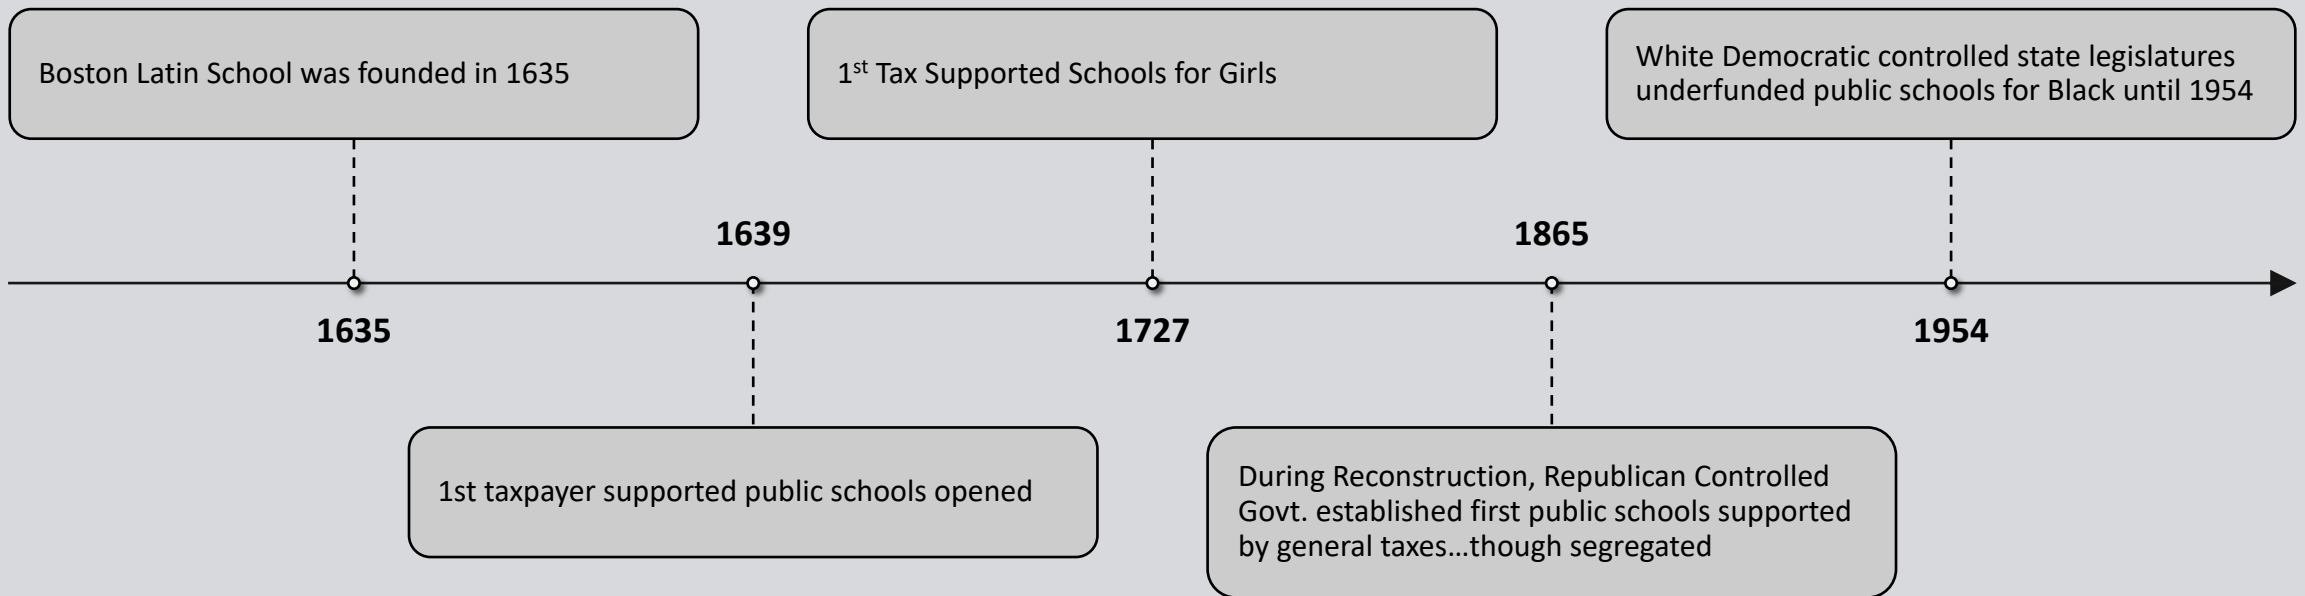 Boston Latin School was founded in 1635
1st Tax Supported Schools for Girls
White Democratic controlled state legislatures
underfunded public schools for Black until 1954
1639
1865
1635
1727
1954
1st taxpayer supported public schools opened
During Reconstruction, Republican Controlled
Govt. established first public schools supported
by general taxes…though segregated